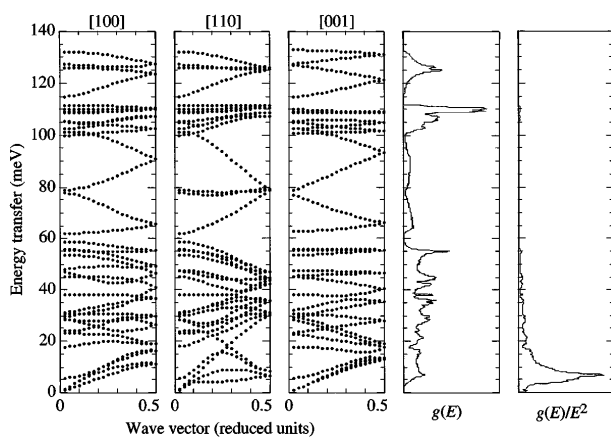 [100] [110] [001]
140
120
100
80
60
40
20
0
Energy transfer (meV)
0 0.5 0 0.5 0 0.5
g(E) g(E)/E²
Wave vector (reduced units)